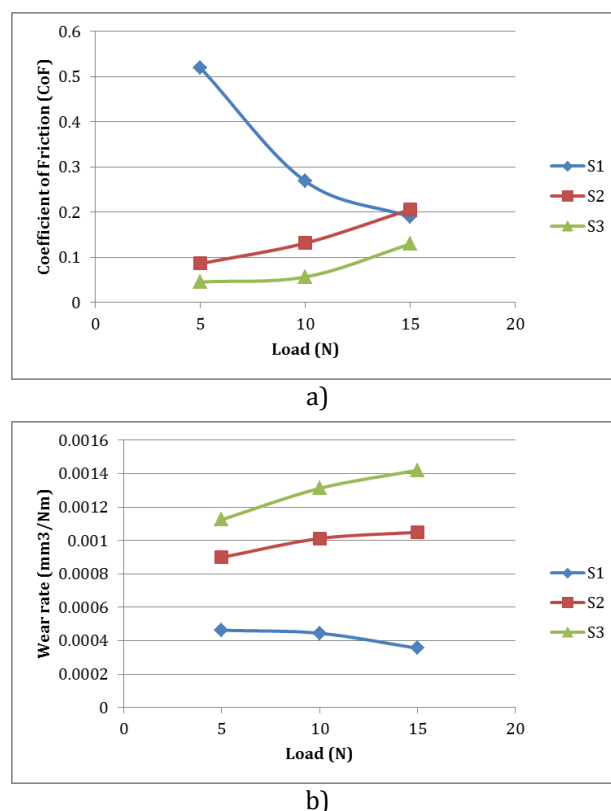 0.6
0.5
0.4
0.3
0.2
0.1
0
0 5 10 15 20
Coefficient of Friction (CoF)
Load (N)
S1
S2
S3
a)
0.0016
0.0014
0.0012
0.001
0.0008
0.0006
0.0004
0.0002
0
0 5 10 15 20
Wear rate (mm3/Nm)
Load (N)
S1
S2
S3
b)